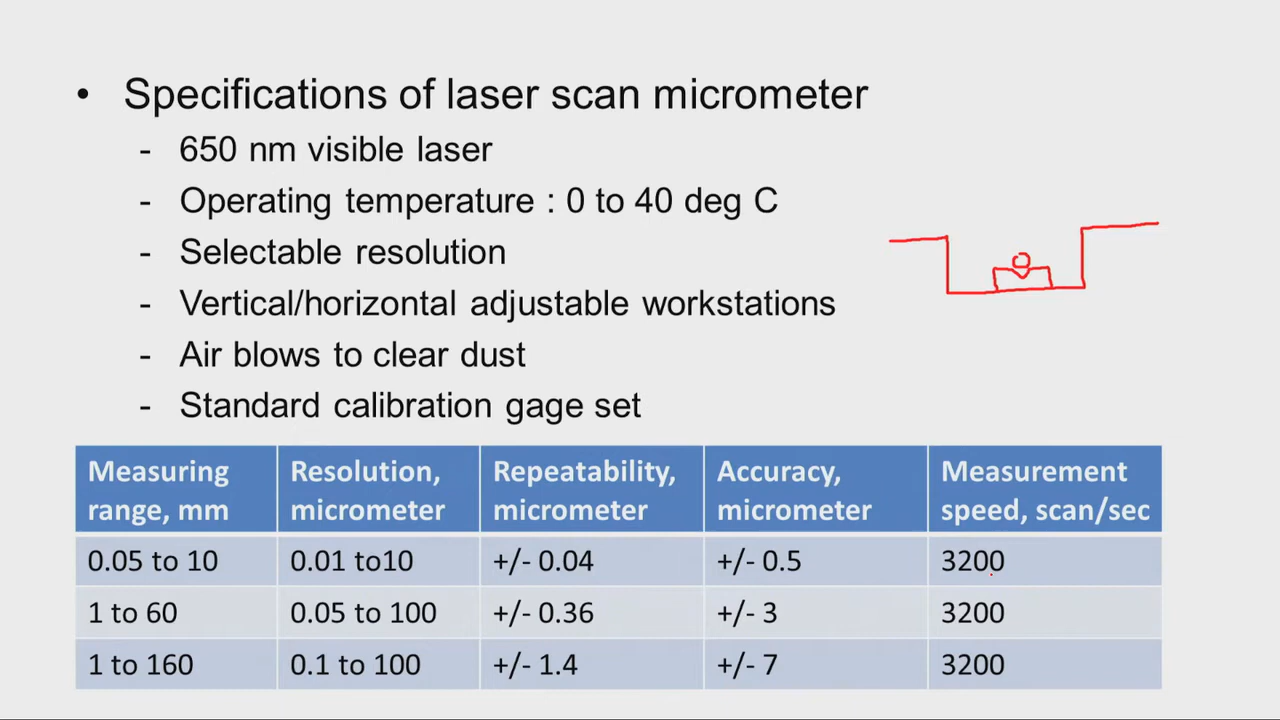 • Specifications of laser scan micrometer
- 650 nm visible laser
- Operating temperature : 0 to 40 deg C
- Selectable resolution
- Vertical/horizontal adjustable workstations
- Air blows to clear dust
- Standard calibration gage set
Measuring range, mm | Resolution, micrometer | Repeatability, micrometer | Accuracy, micrometer | Measurement speed, scan/sec
0.05 to 10 | 0.01 to10 | +/- 0.04 | +/- 0.5 | 3200
1 to 60 | 0.05 to 100 | +/- 0.36 | +/- 3 | 3200
1 to 160 | 0.1 to 100 | +/- 1.4 | +/- 7 | 3200